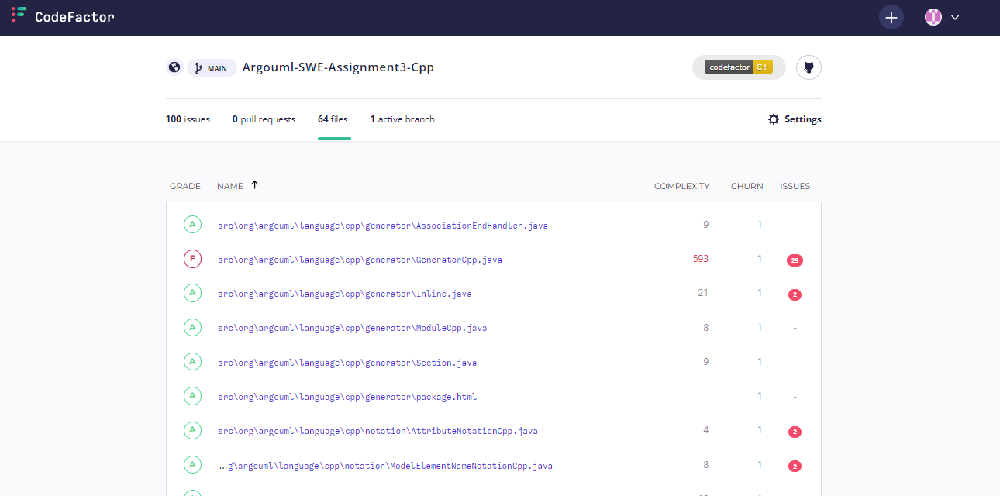 CodeFactor
MAIN Argouml-SWE-Assignment3-Cpp codefactor C+
100 issues 0 pull requests 64 files 1 active branch Settings
GRADE NAME COMPLEXITY CHURN ISSUES
A src\org\argouml\language\cpp\generator\AssociationEndHandler.java 9 1 -
F src\org\argouml\language\cpp\generator\GeneratorCpp.java 593 1 29
A src\org\argouml\language\cpp\generator\Inline.java 21 1 2
A src\org\argouml\language\cpp\generator\ModuleCpp.java 8 1 -
A src\org\argouml\language\cpp\generator\Section.java 9 1 -
A src\org\argouml\language\cpp\generator\package.html 1 -
A src\org\argouml\language\cpp\notation\AttributeNotationCpp.java 4 1 2
A …g\argouml\language\cpp\notation\ModelElementNameNotationCpp.java 8 1 2